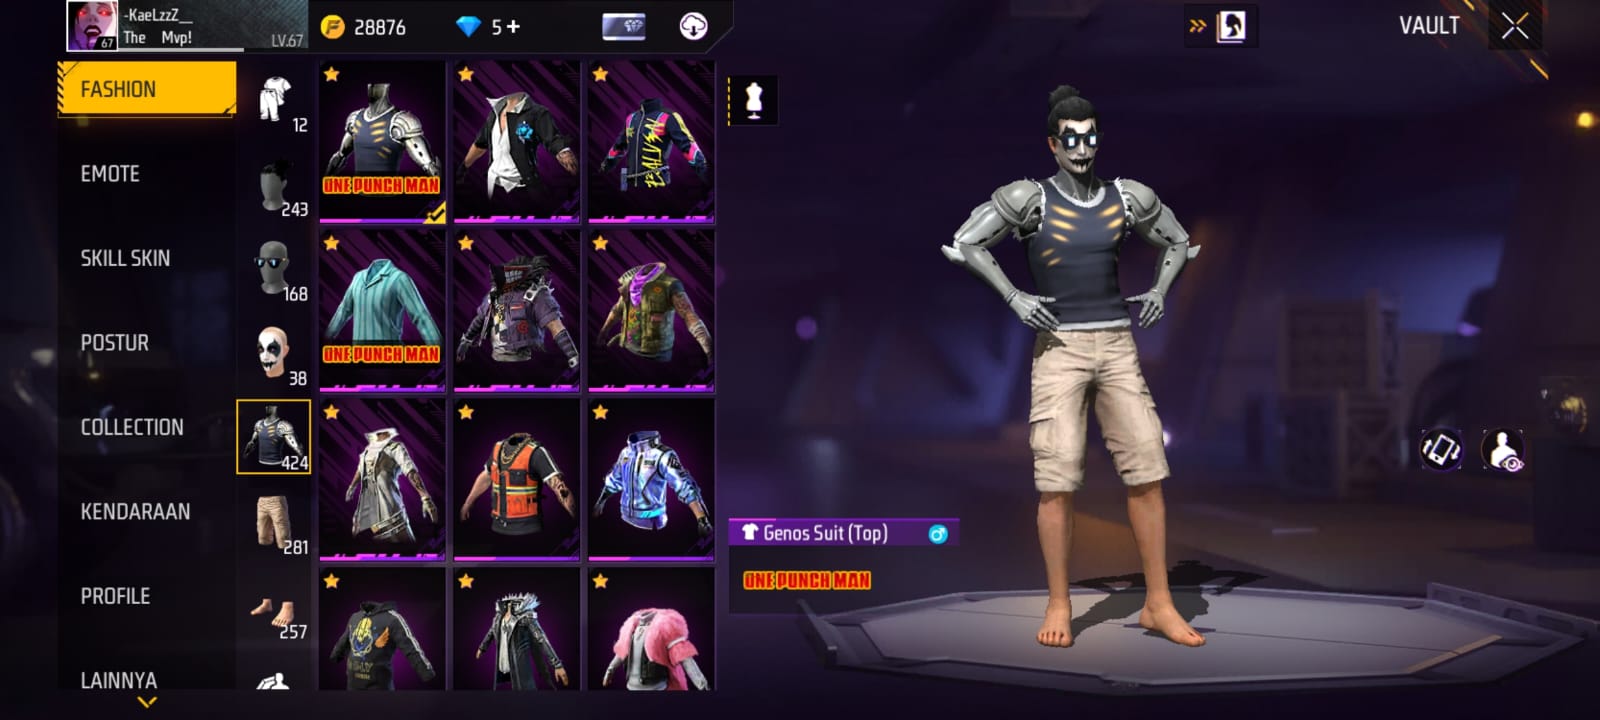 -KaeLzzZ__
The Mvp!
67
LV.67
28876
5+
VAULT
FASHION
EMOTE
SKILL SKIN
POSTUR
COLLECTION
KENDARAAN
PROFILE
LAINNYA
12
243
168
38
424
281
257
ONE PUNCH MAN
ONE PUNCH MAN
Genos Suit (Top)
ONE PUNCH MAN